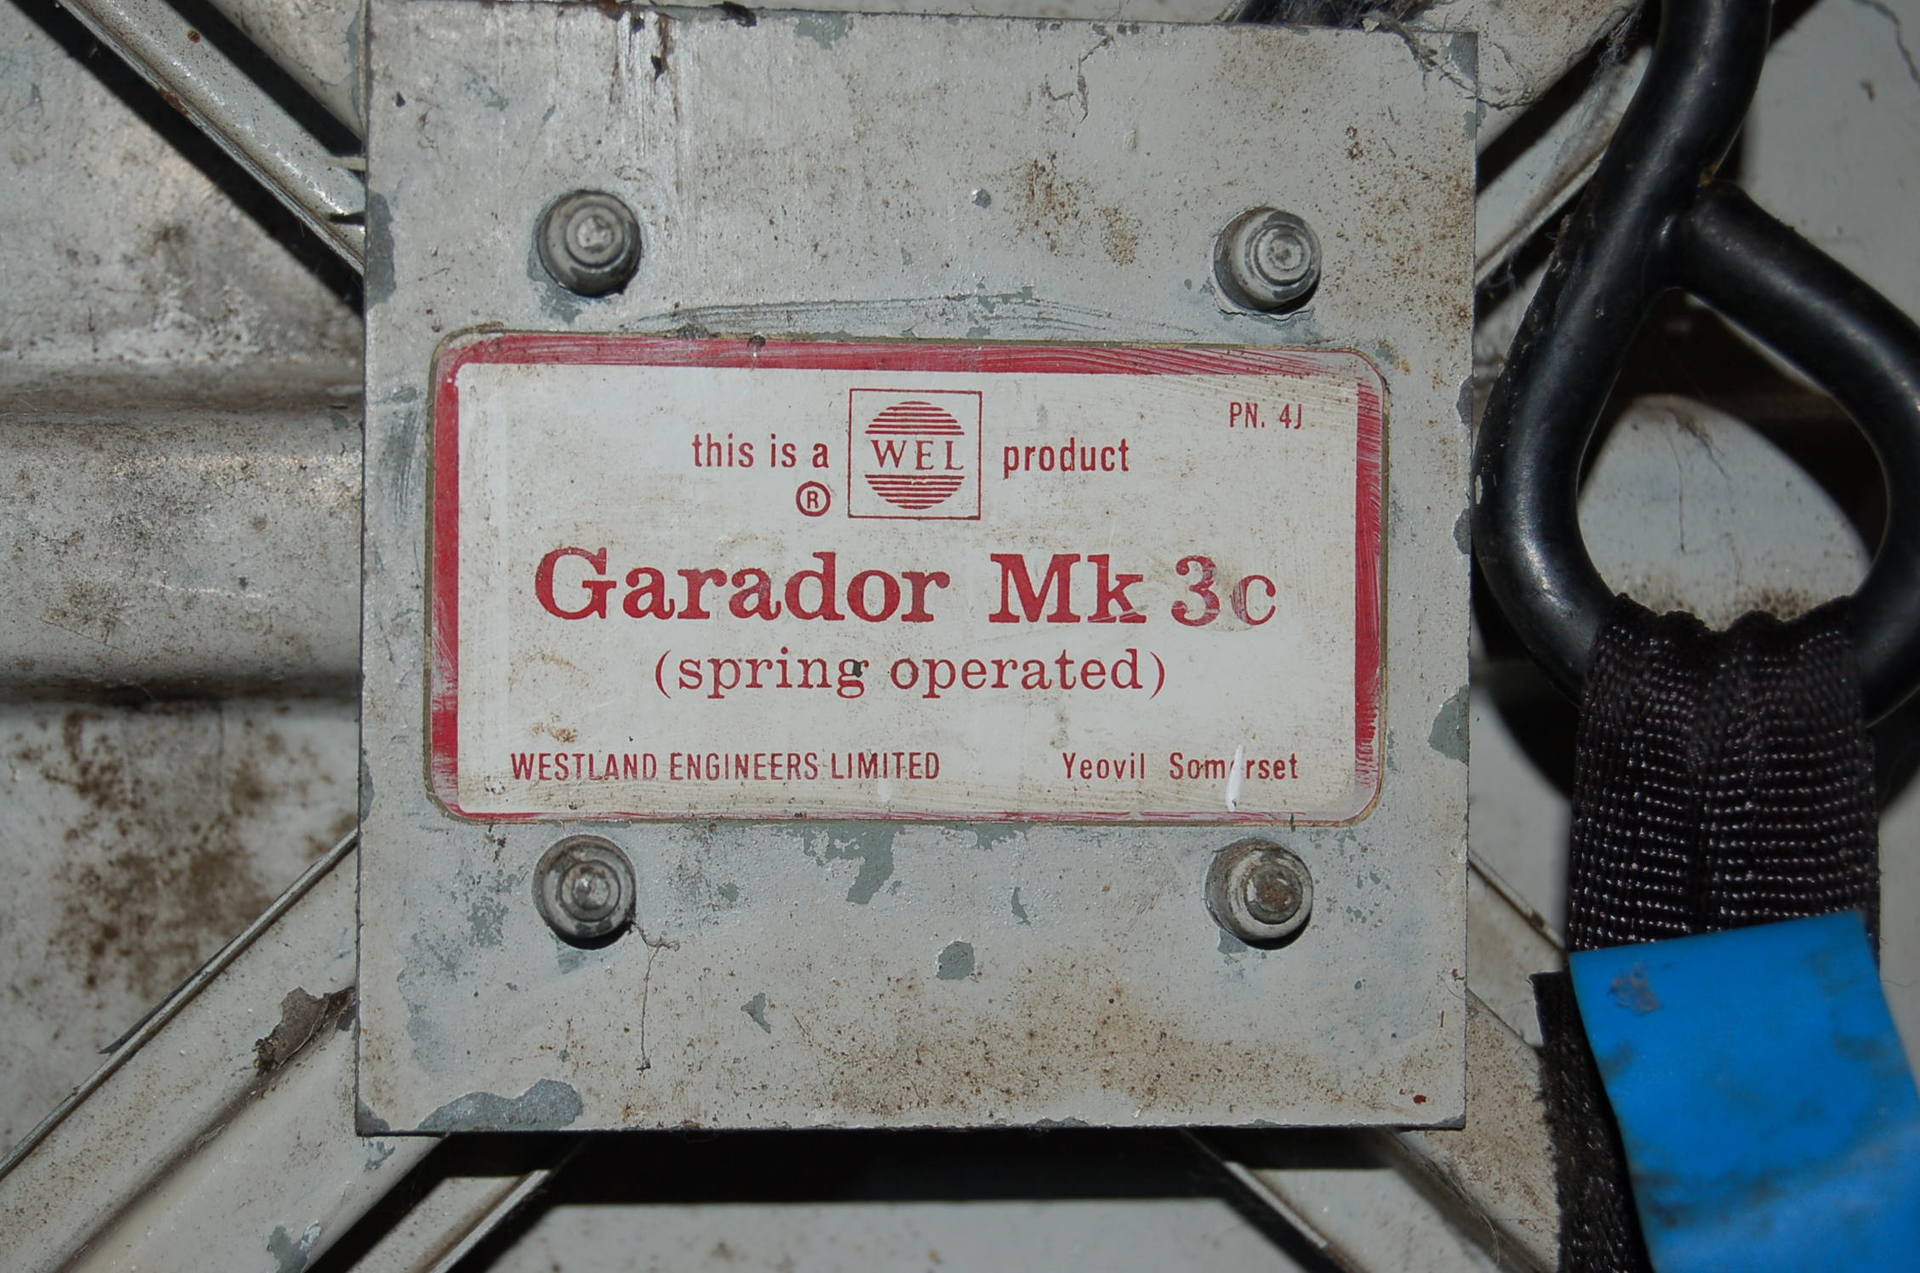 PN. 4J
this is a WEL product
®
Garador Mk 3c
(spring operated)
WESTLAND ENGINEERS LIMITED Yeovil Somerset